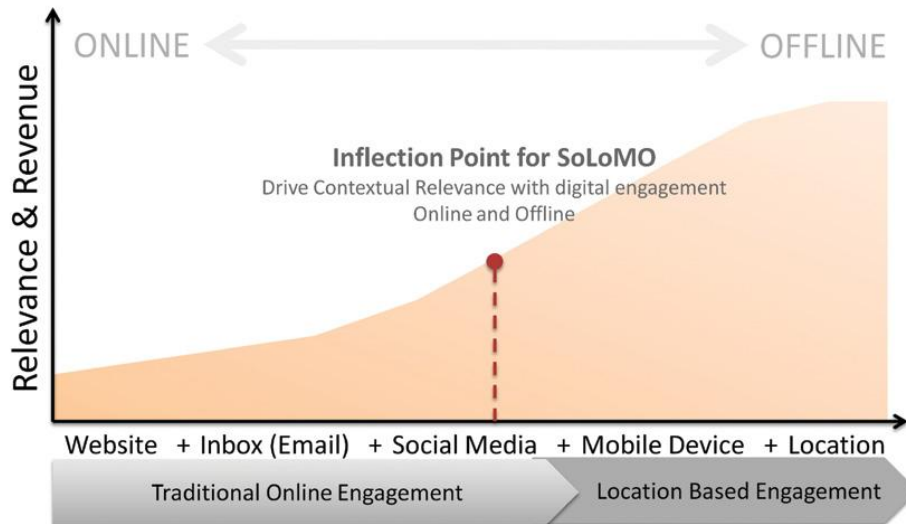 ONLINE
OFFLINE
Relevance & Revenue
Inflection Point for SoLoMO
Drive Contextual Relevance with digital engagement
Online and Offline
Website + Inbox (Email) + Social Media + Mobile Device + Location
Traditional Online Engagement
Location Based Engagement